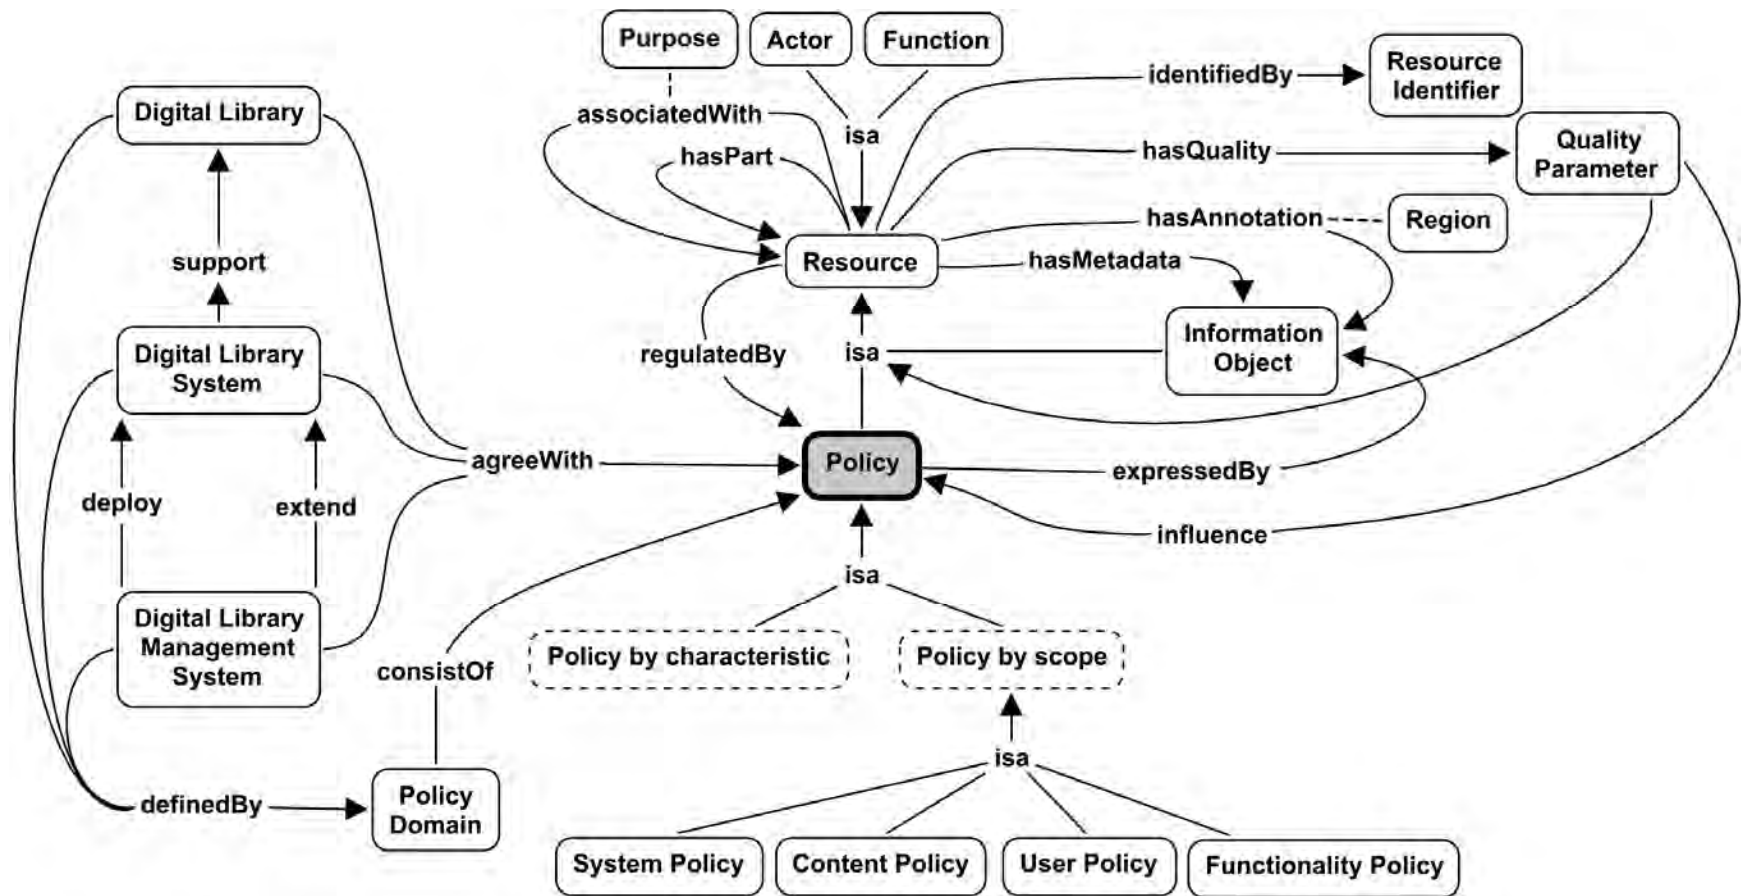 Purpose
Actor
Function
identifiedBy
Resource
Identifier
Digital Library
associatedWith
isa
hasPart
hasQuality
Quality
Parameter
hasAnnotation
Region
support
Resource
hasMetadata
Digital Library
System
regulatedBy
isa
Information
Object
agreeWith
Policy
expressedBy
deploy
extend
influence
isa
Digital Library
Management
System
consistOf
Policy by characteristic
Policy by scope
isa
definedBy
Policy
Domain
System Policy
Content Policy
User Policy
Functionality Policy